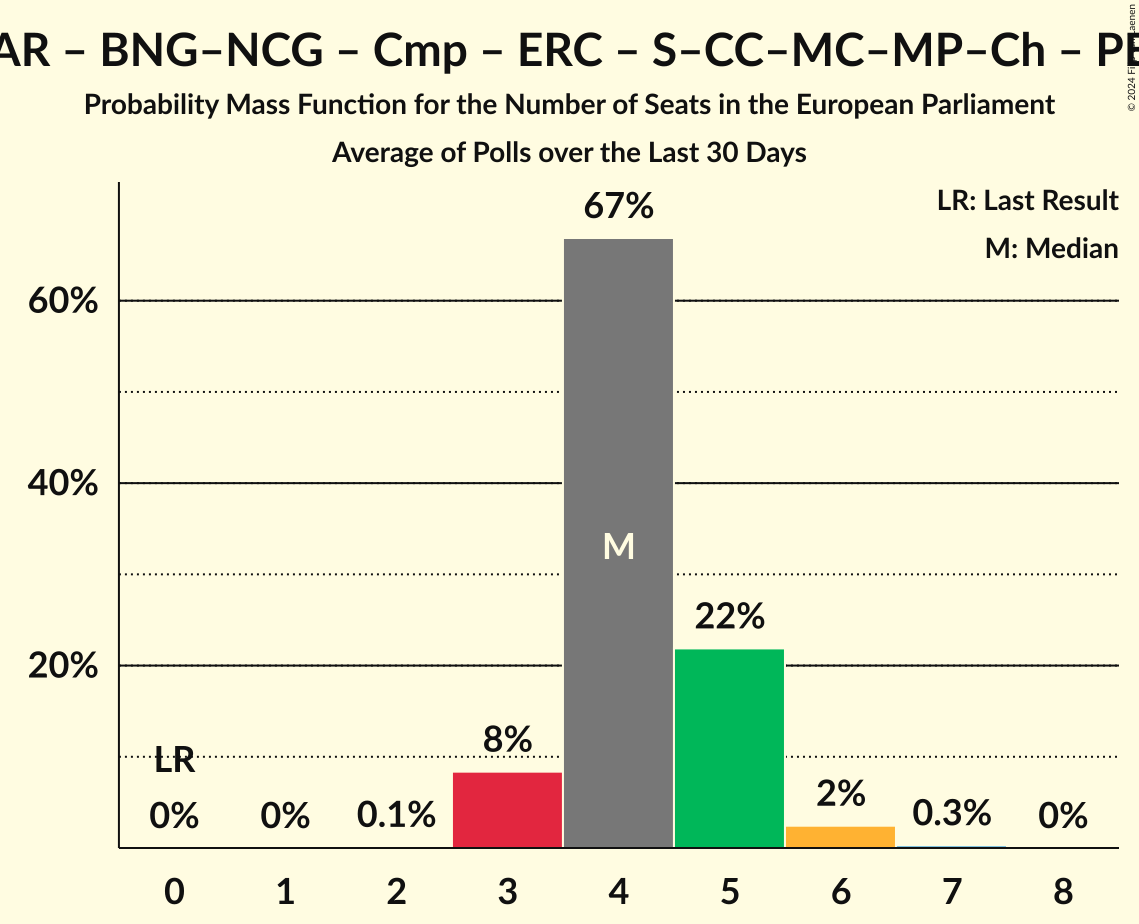 AR – BNG–NCG – Cmp – ERC – S–CC–MC–MP–Ch –
Probability Mass Function for the Number of Seats in the European Parliament
Average of Polls over the Last 30 Days
© 2024
LR: Last Result
M: Median
67%
60%
40%
M
22%
20%
8%
LR
2%
0%
0%
0.1%
0.3%
0%
0 1 2 3 4 5 6 7 8